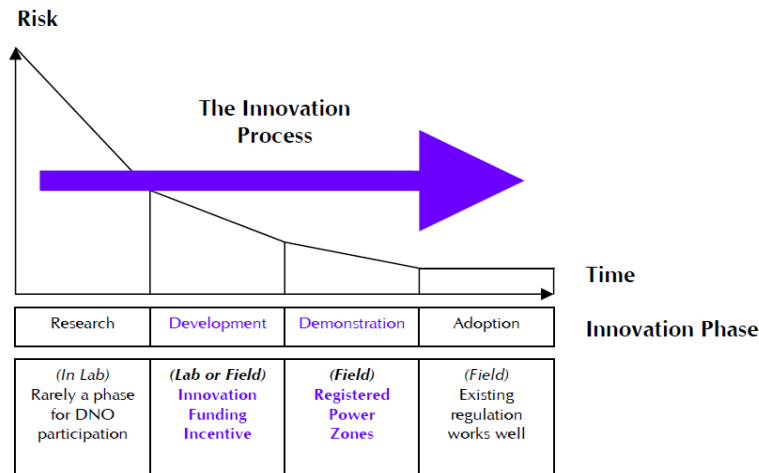 Risk
The Innovation
Process
Time
Research
Development
Demonstration
Adoption
Innovation Phase
(In Lab)
Rarely a phase
for DNO
participation
(Lab or Field)
Innovation
Funding
Incentive
(Field)
Registered
Power
Zones
(Field)
Existing
regulation
works well